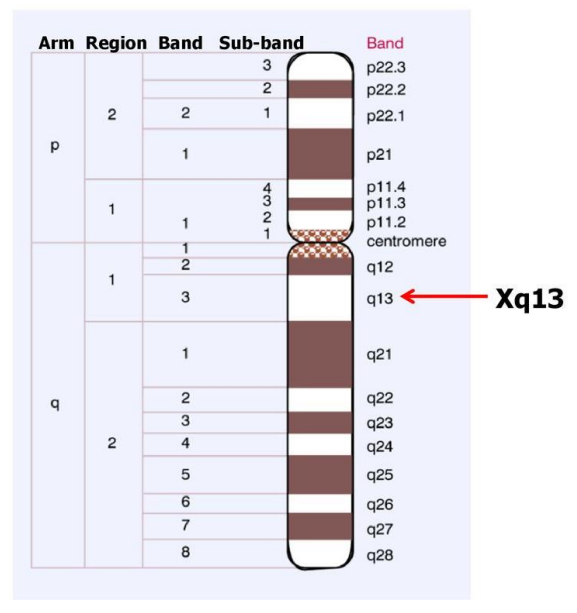 Arm Region Band Sub-band Band
3 p22.3
2 p22.2
2 2 1 p22.1
p
1 p21
4 p11.4
1 3 p11.3
1 2 p11.2
1
centromere
1
2 q12
1
3 q13 Xq13
1 q21
q
2 q22
3 q23
2 4 q24
5 q25
6 q26
7 q27
8 q28